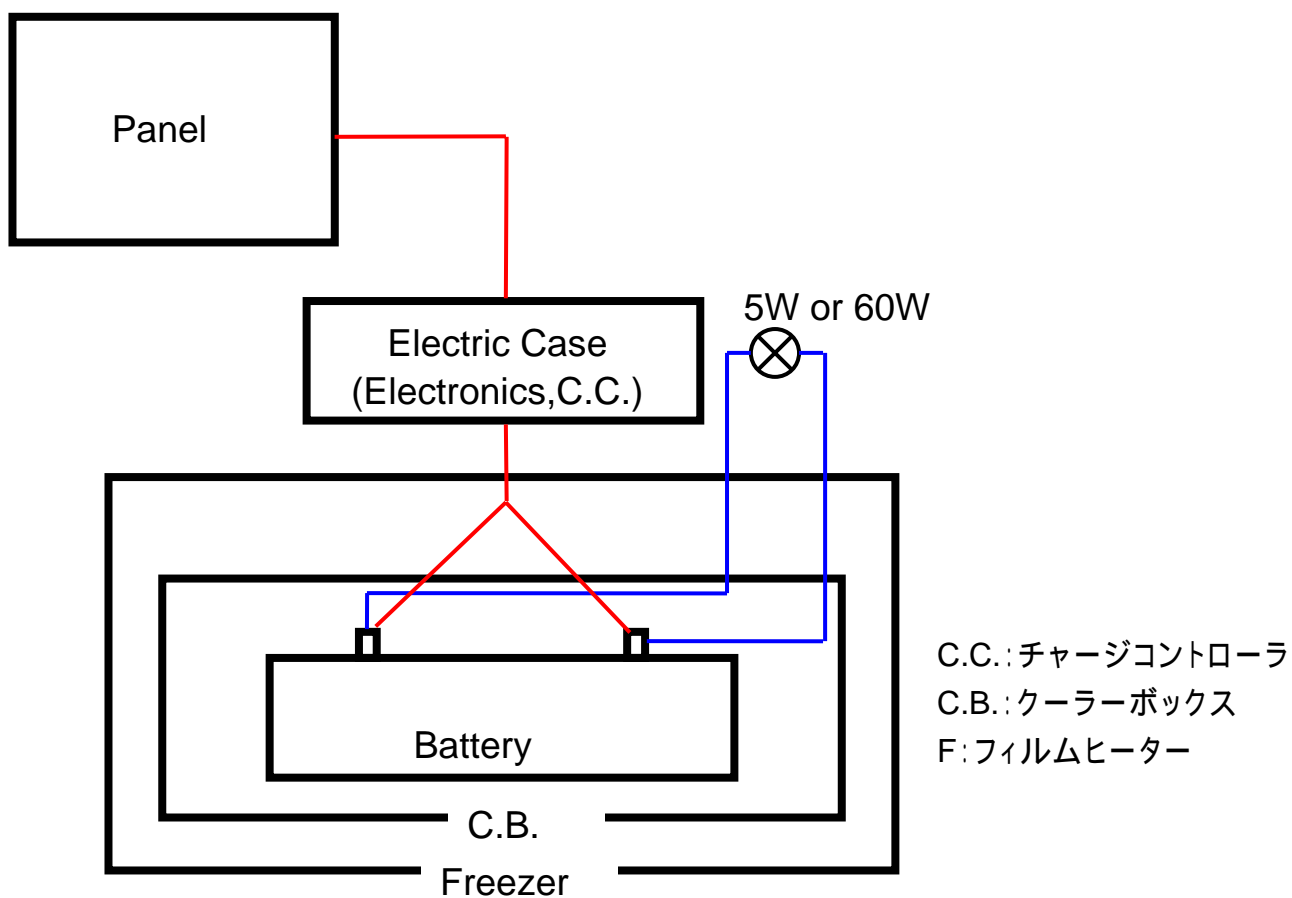 Panel
Electric Case
(Electronics,C.C.)
5W or 60W
Battery
C.B.
Freezer
C.C.:チャージコントローラ
C.B.:クーラーボックス
F:フィルムヒーター